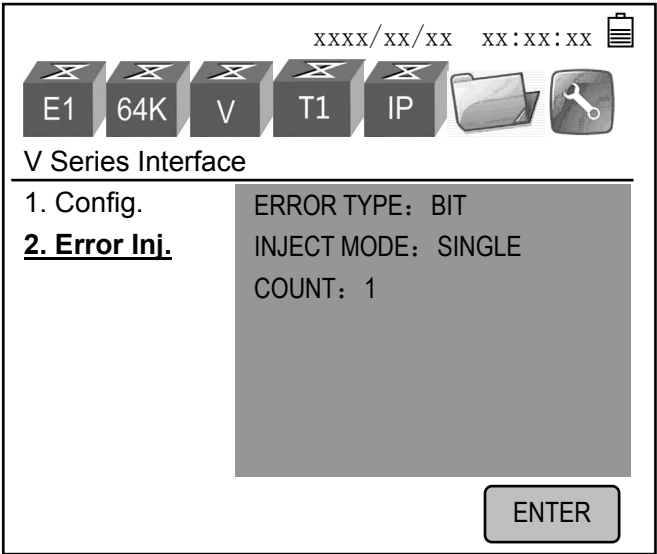 xxxx/xx/xx xx:xx:xx
E1 64K V T1 IP
V Series Interface
1. Config.
2. Error Inj.
ERROR TYPE：BIT
INJECT MODE：SINGLE
COUNT：1
ENTER